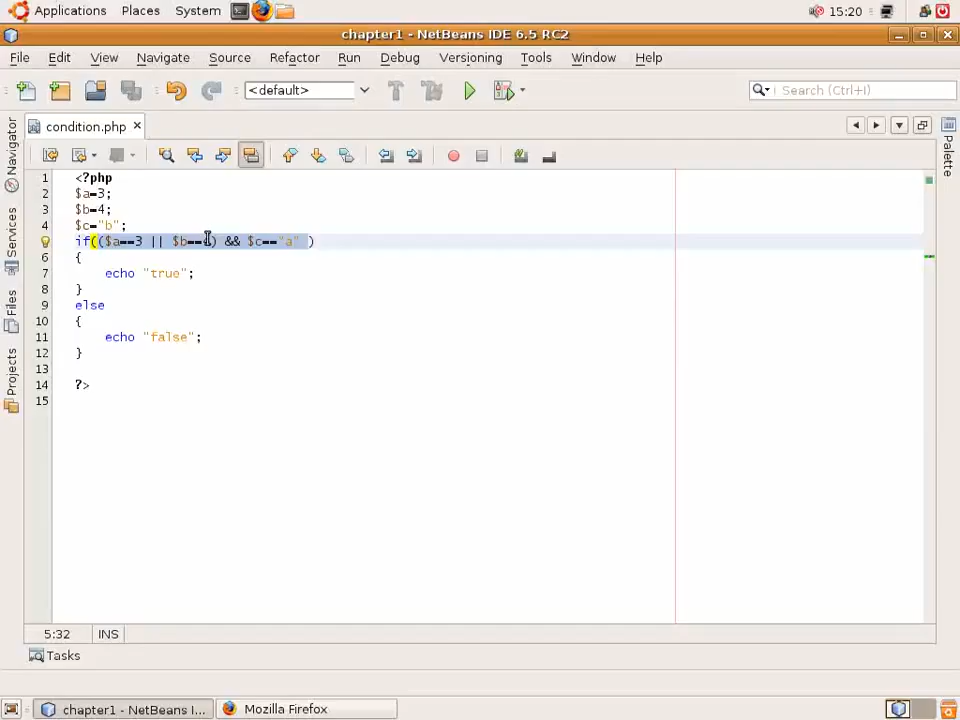 Applications Places System 15:20
chapter1 - NetBeans IDE 6.5 RC2
File Edit View Navigate Source Refactor Run Debug Versioning Tools Window Help
<default> Search (Ctrl+I)
condition.php
Navigator
Services
Files
Projects
Palette
1 <?php
2 $a=3;
3 $b=4;
4 $c="b";
if(($a==3 || $b==4) && $c=="a" )
6 {
7 echo "true";
8 }
9 else
10 {
11 echo "false";
12 }
13
14 ?>
15
5:32 INS
Tasks
chapter1 - NetBeans I... Mozilla Firefox